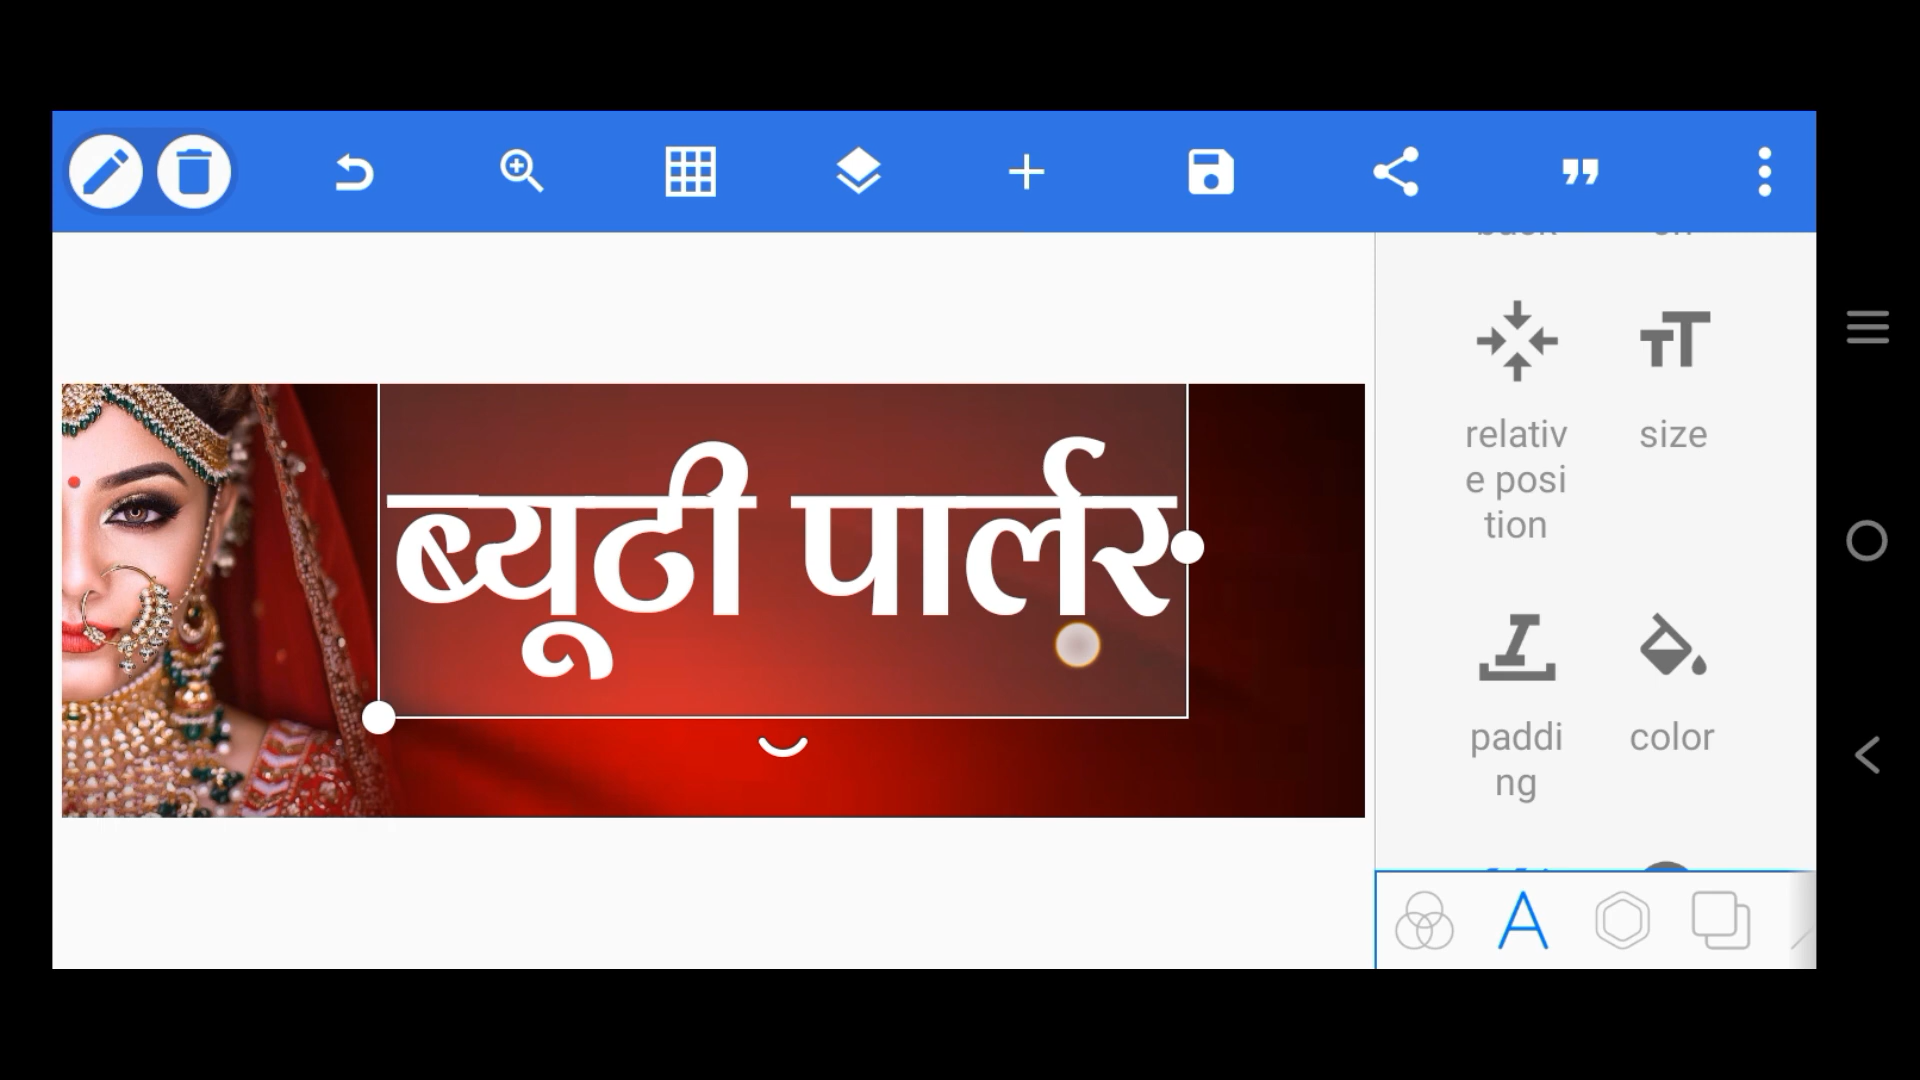 ब्यूटी पार्लर
relativ
e posi
tion
size
paddi
ng
color